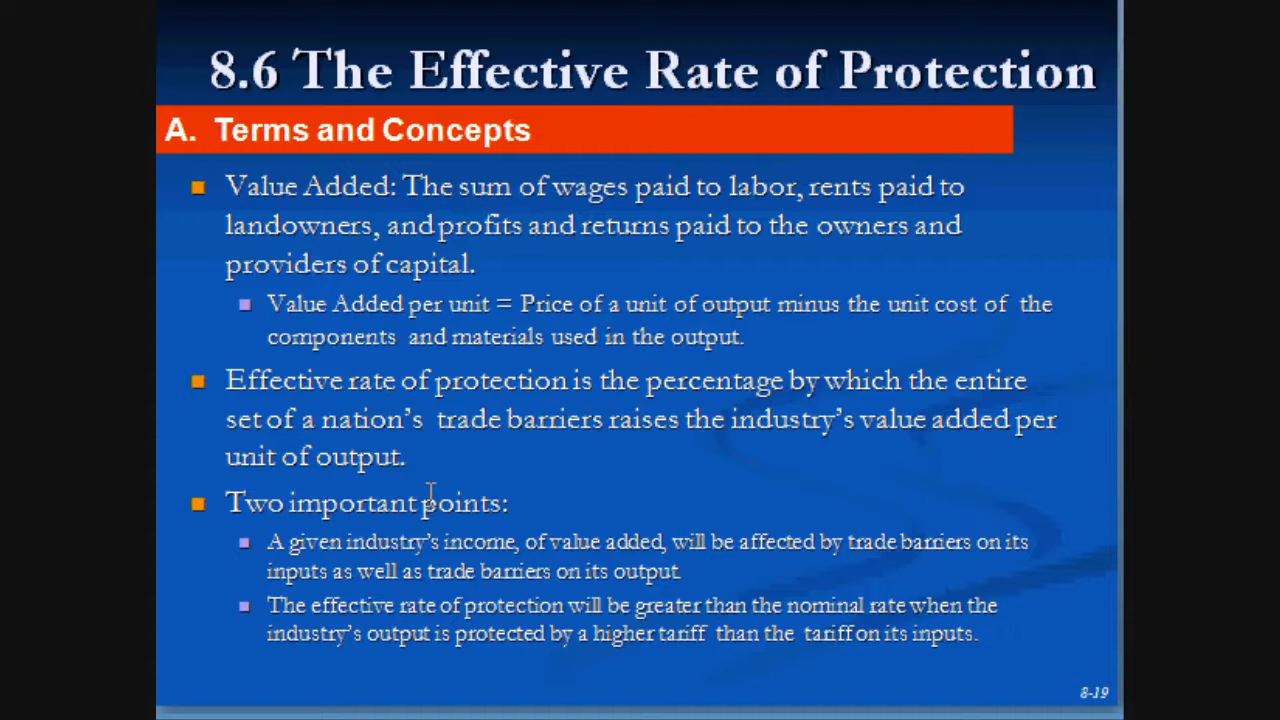 8.6 The Effective Rate of Protection
A. Terms and Concepts
Value Added: The sum of wages paid to labor, rents paid to
landowners, and profits and returns paid to the owners and
providers of capital.
Value Added per unit = Price of a unit of output minus the unit cost of the
components and materials used in the output.
Effective rate of protection is the percentage by which the entire
set of a nation's trade barriers raises the industry's value added per
unit of output.
Two important points:
A given industry's income, of value added, will be affected by trade barriers on its
inputs as well as trade barriers on its output.
The effective rate of protection will be greater than the nominal rate when the
industry's output is protected by a higher tariff than the tariff on its inputs.
8-19